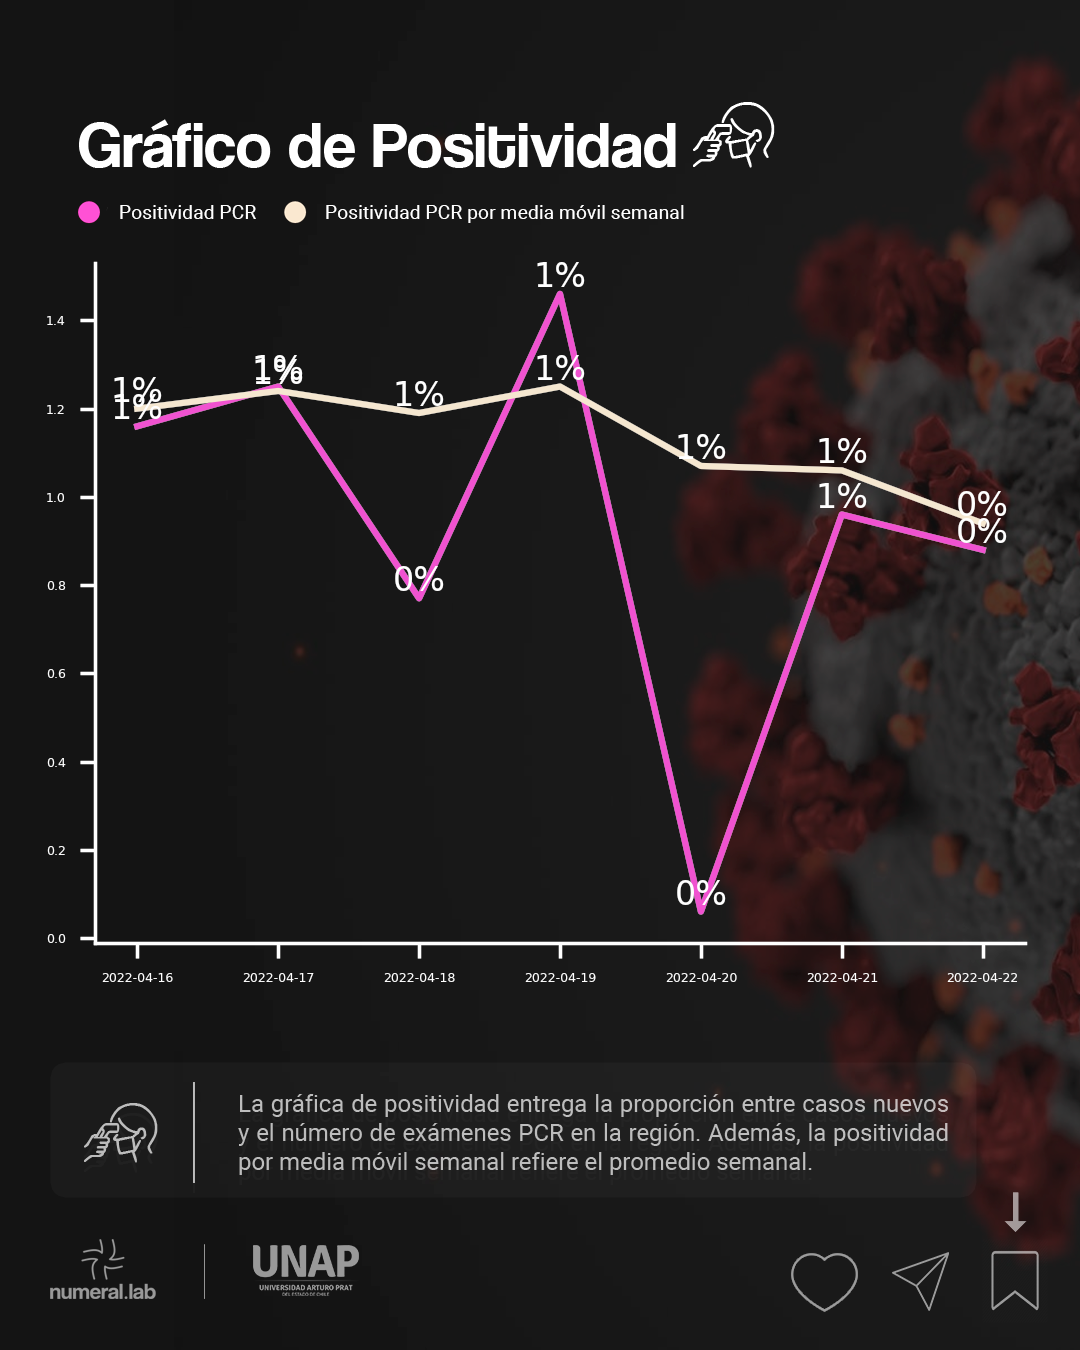 Gráfico de Positividad
Positividad PCR
Positividad PCR por media móvil semanal
1%
1%
1%
1%
1%
0%
1%
1%
1%
0%
1%
1%
0%
0%
1.4
1.2
1.0
0.8
0.6
0.4
0.2
0.0
2022-04-16
2022-04-17
2022-04-18
2022-04-19
2022-04-20
2022-04-21
2022-04-22
La gráfica de positividad entrega la proporción entre casos nuevos
y el número de exámenes PCR en la región. Además, la positividad
por media móvil semanal refiere el promedio semanal.
numeral.lab
UNAP
UNIVERSIDAD ARTURO PRAT
DEL ESTADO DE CHILE